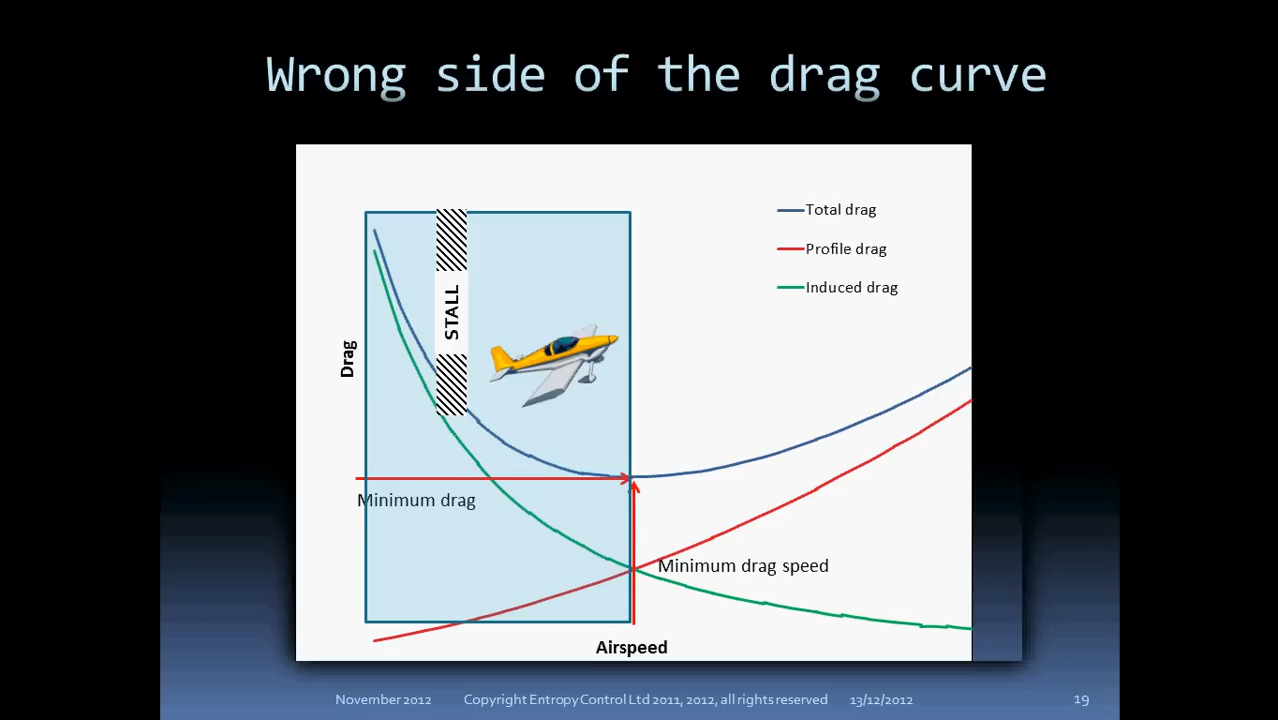 Wrong side of the drag curve
Total drag
Profile drag
Induced drag
STALL
Drag
Minimum drag
Minimum drag speed
Airspeed
November 2012 Copyright Entropy Control Ltd 2011, 2012, all rights reserved 13/12/2012 19